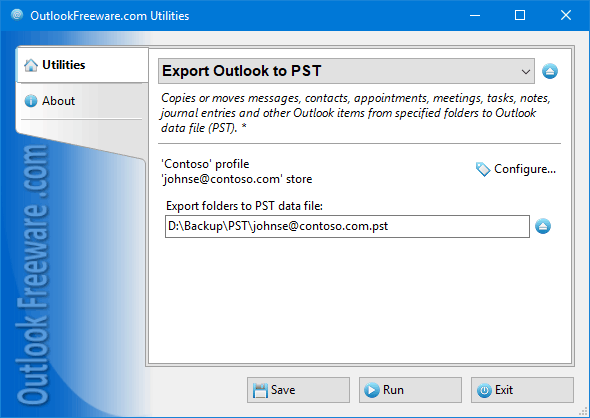 OutlookFreeware.com Utilities
Utilities
About
Outlook Freeware .com
Export Outlook to PST
Copies or moves messages, contacts, appointments, meetings, tasks, notes,
journal entries and other Outlook items from specified folders to Outlook
data file (PST). *
'Contoso' profile
'johnse@contoso.com' store
Configure...
Export folders to PST data file:
D:\Backup\PST\johnse@contoso.com.pst
Save
Run
Exit